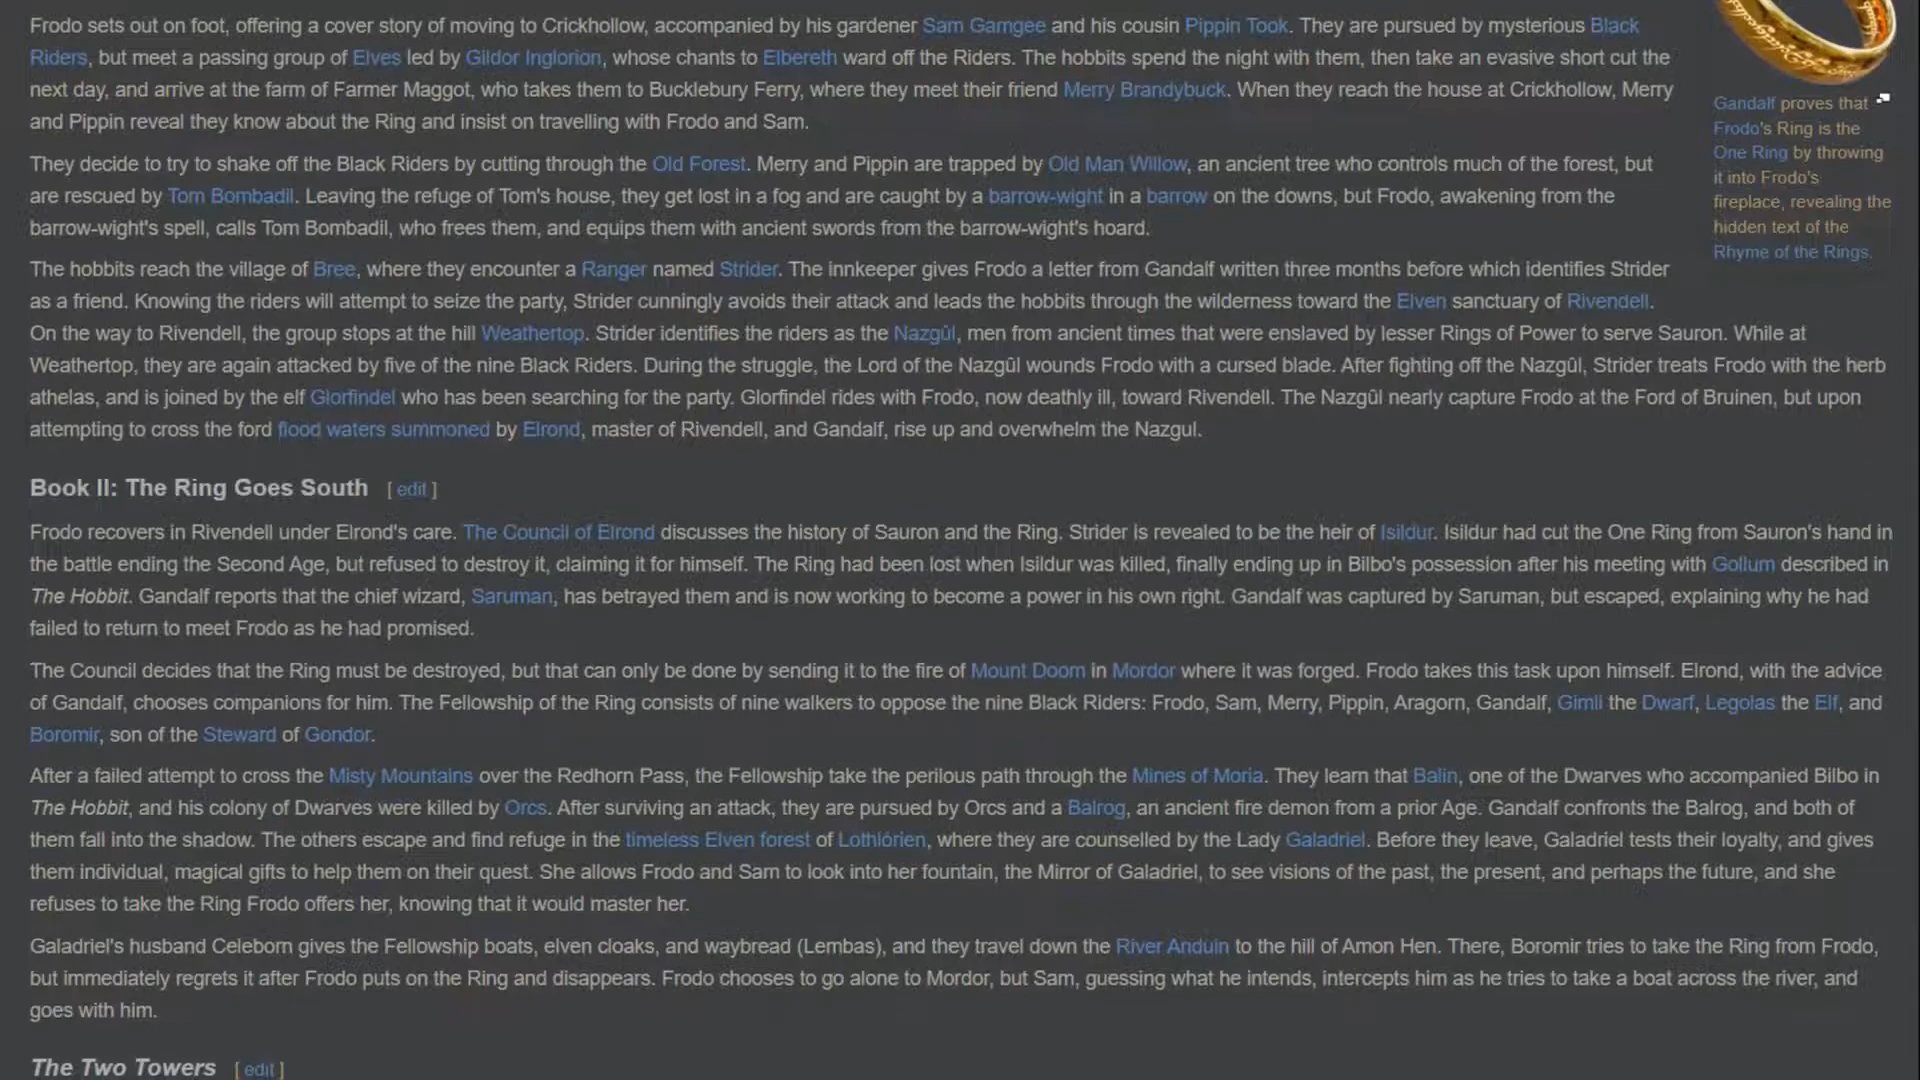 Frodo sets out on foot, offering a cover story of moving to Crickhollow, accompanied by his gardener Sam Gamgee and his cousin Pippin Took. They are pursued by mysterious Black
Riders, but meet a passing group of Elves led by Gildor Inglorion, whose chants to Elbereth ward off the Riders. The hobbits spend the night with them, then take an evasive short cut the
next day, and arrive at the farm of Farmer Maggot, who takes them to Bucklebury Ferry, where they meet their friend Merry Brandybuck. When they reach the house at Crickhollow, Merry
and Pippin reveal they know about the Ring and insist on travelling with Frodo and Sam.
They decide to try to shake off the Black Riders by cutting through the Old Forest. Merry and Pippin are trapped by Old Man Willow, an ancient tree who controls much of the forest, but
are rescued by Tom Bombadil. Leaving the refuge of Tom's house, they get lost in a fog and are caught by a barrow-wight in a barrow on the downs, but Frodo, awakening from the
barrow-wight's spell, calls Tom Bombadil, who frees them, and equips them with ancient swords from the barrow-wight's hoard.
The hobbits reach the village of Bree, where they encounter a Ranger named Strider. The innkeeper gives Frodo a letter from Gandalf written three months before which identifies Strider
as a friend. Knowing the riders will attempt to seize the party, Strider cunningly avoids their attack and leads the hobbits through the wilderness toward the Elven sanctuary of Rivendell.
On the way to Rivendell, the group stops at the hill Weathertop. Strider identifies the riders as the Nazgûl, men from ancient times that were enslaved by lesser Rings of Power to serve Sauron. While at
Weathertop, they are again attacked by five of the nine Black Riders. During the struggle, the Lord of the Nazgûl wounds Frodo with a cursed blade. After fighting off the Nazgûl, Strider treats Frodo with the herb
athelas, and is joined by the elf Glorfindel who has been searching for the party. Glorfindel rides with Frodo, now deathly ill, toward Rivendell. The Nazgûl nearly capture Frodo at the Ford of Bruinen, but upon
attempting to cross the ford flood waters summoned by Elrond, master of Rivendell, and Gandalf, rise up and overwhelm the Nazgul.
Gandalf proves that
Frodo's Ring is the
One Ring by throwing
it into Frodo's
fireplace, revealing the
hidden text of the
Rhyme of the Rings.
Book II: The Ring Goes South [ edit ]
Frodo recovers in Rivendell under Elrond's care. The Council of Elrond discusses the history of Sauron and the Ring. Strider is revealed to be the heir of Isildur. Isildur had cut the One Ring from Sauron's hand in
the battle ending the Second Age, but refused to destroy it, claiming it for himself. The Ring had been lost when Isildur was killed, finally ending up in Bilbo's possession after his meeting with Gollum described in
The Hobbit. Gandalf reports that the chief wizard, Saruman, has betrayed them and is now working to become a power in his own right. Gandalf was captured by Saruman, but escaped, explaining why he had
failed to return to meet Frodo as he had promised.
The Council decides that the Ring must be destroyed, but that can only be done by sending it to the fire of Mount Doom in Mordor where it was forged. Frodo takes this task upon himself. Elrond, with the advice
of Gandalf, chooses companions for him. The Fellowship of the Ring consists of nine walkers to oppose the nine Black Riders: Frodo, Sam, Merry, Pippin, Aragorn, Gandalf, Gimli the Dwarf, Legolas the Elf, and
Boromir, son of the Steward of Gondor.
After a failed attempt to cross the Misty Mountains over the Redhorn Pass, the Fellowship take the perilous path through the Mines of Moria. They learn that Balin, one of the Dwarves who accompanied Bilbo in
The Hobbit, and his colony of Dwarves were killed by Orcs. After surviving an attack, they are pursued by Orcs and a Balrog, an ancient fire demon from a prior Age. Gandalf confronts the Balrog, and both of
them fall into the shadow. The others escape and find refuge in the timeless Elven forest of Lothlórien, where they are counselled by the Lady Galadriel. Before they leave, Galadriel tests their loyalty, and gives
them individual, magical gifts to help them on their quest. She allows Frodo and Sam to look into her fountain, the Mirror of Galadriel, to see visions of the past, the present, and perhaps the future, and she
refuses to take the Ring Frodo offers her, knowing that it would master her.
Galadriel's husband Celeborn gives the Fellowship boats, elven cloaks, and waybread (Lembas), and they travel down the River Anduin to the hill of Amon Hen. There, Boromir tries to take the Ring from Frodo,
but immediately regrets it after Frodo puts on the Ring and disappears. Frodo chooses to go alone to Mordor, but Sam, guessing what he intends, intercepts him as he tries to take a boat across the river, and
goes with him.
The Two Towers [ edit ]